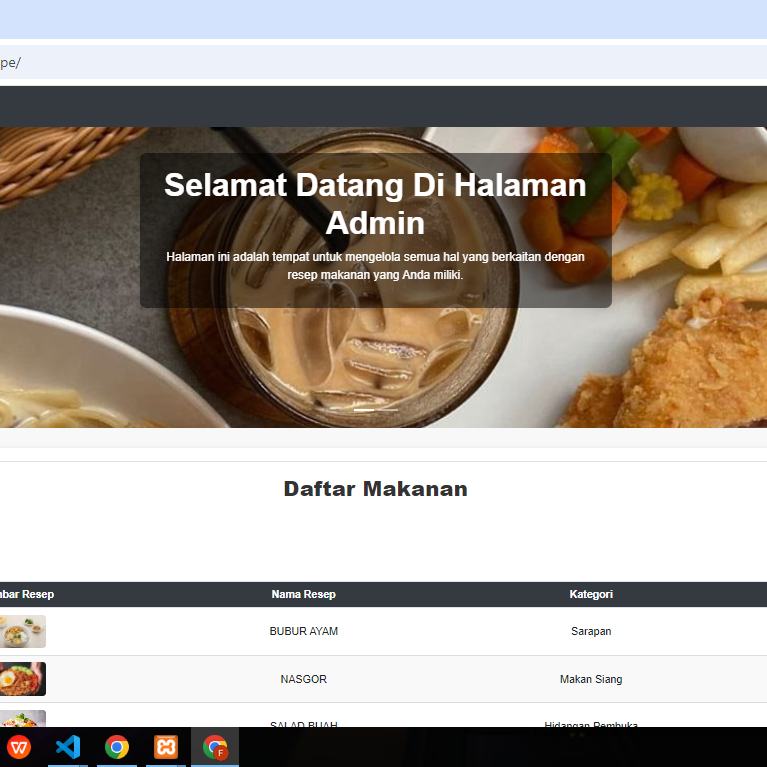 pe/
Selamat Datang Di Halaman
Admin
Halaman ini adalah tempat untuk mengelola semua hal yang berkaitan dengan
resep makanan yang Anda miliki.
Daftar Makanan
mbar Resep Nama Resep Kategori
BUBUR AYAM Sarapan
NASGOR Makan Siang
SALAD BUAH Hidangan Pembuka
W F